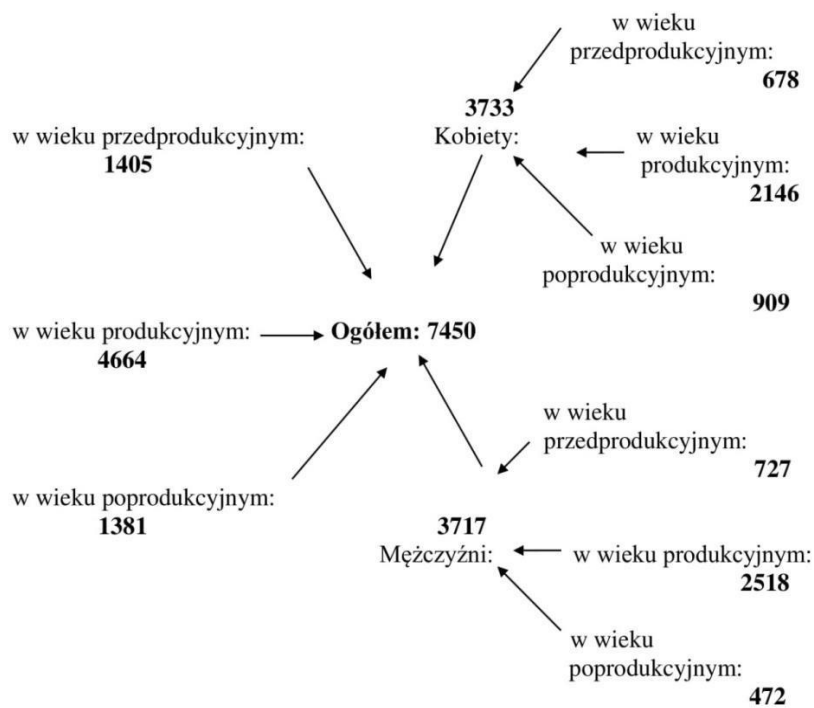 w wieku
przedprodukcyjnym:
678
3733
Kobiety:
w wieku przedprodukcyjnym:
1405
w wieku
produkcyjnym:
2146
w wieku
poprodukcyjnym:
909
w wieku produkcyjnym:
4664
Ogółem: 7450
w wieku
przedprodukcyjnym:
727
w wieku poprodukcyjnym:
1381
3717
Mężczyźni:
w wieku produkcyjnym:
2518
w wieku
poprodukcyjnym:
472